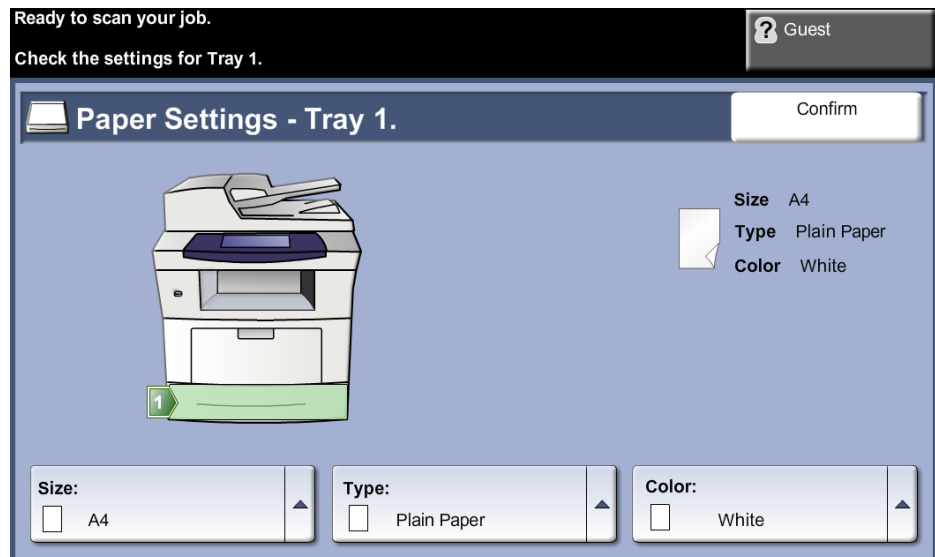 Ready to scan your job.
Guest
Check the settings for Tray 1.
Paper Settings - Tray 1.
Confirm
Size A4
Type Plain Paper
Color White
1
Size:
A4
Type:
Plain Paper
Color:
White